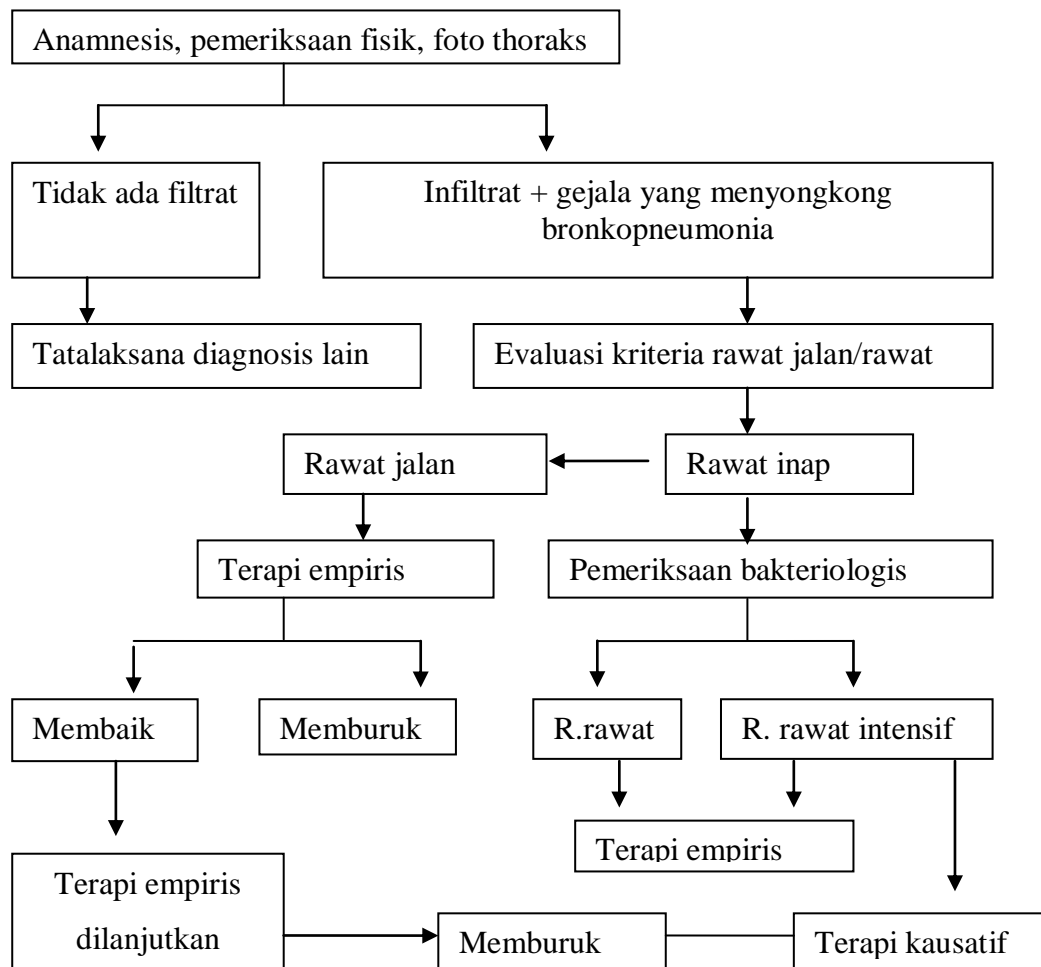 Anamnesis, pemeriksaan fisik, foto thoraks
Tidak ada filtrat
Infiltrat + gejala yang menyongkong
bronkopneumonia
Tatalaksana diagnosis lain
Evaluasi kriteria rawat jalan/rawat
Rawat jalan
Rawat inap
Terapi empiris
Pemeriksaan bakteriologis
Membaik
Memburuk
R.rawat
R. rawat intensif
Terapi empiris
Terapi empiris
dilanjutkan
Memburuk
Terapi kausatif